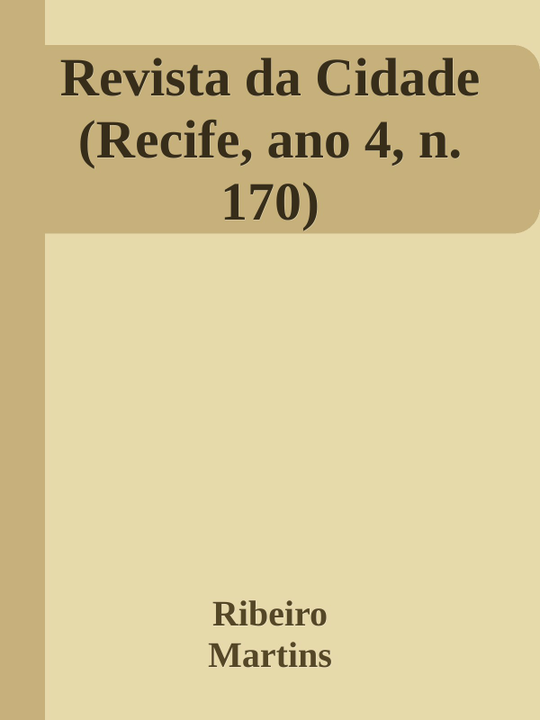 Revista da Cidade
(Recife, ano 4, n.
170)
Ribeiro
Martins